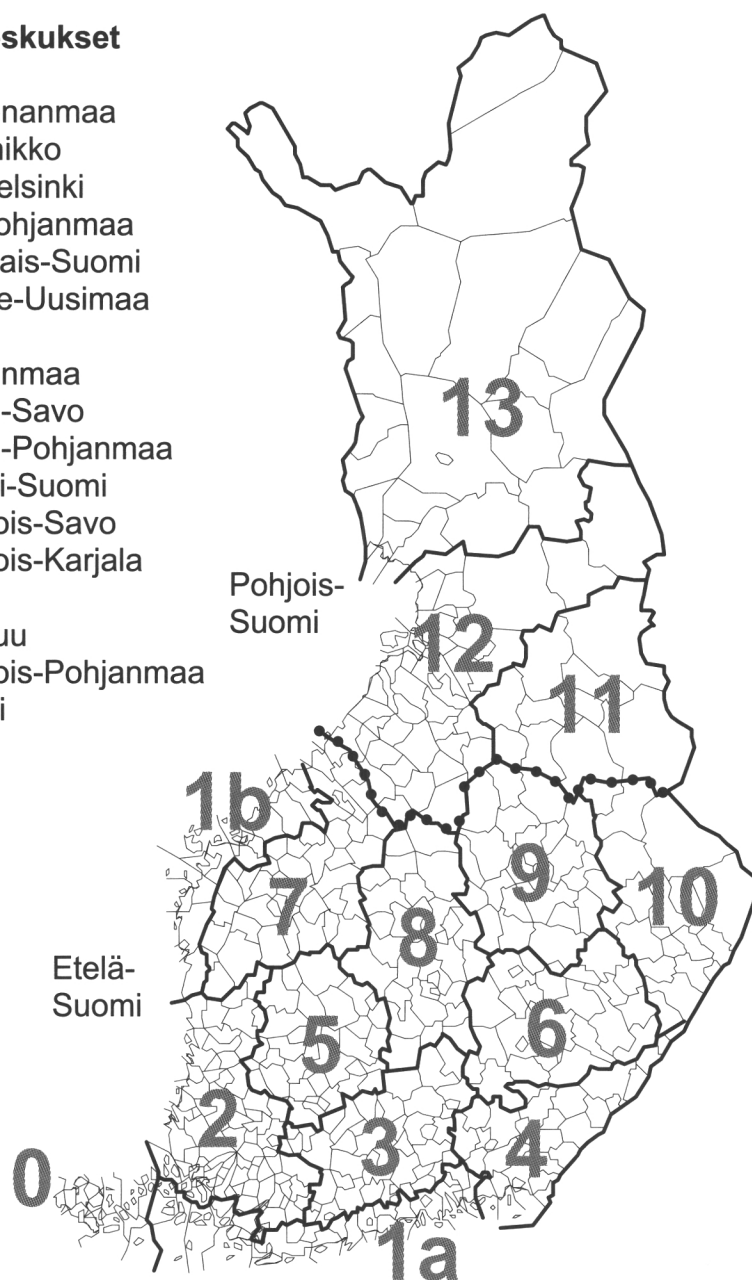 skukset
nanmaa
nikko
elsinki
ohjanmaa
ais-Suomi
e-Uusimaa
nmaa
-Savo
-Pohjanmaa
i-Suomi
ois-Savo
ois-Karjala
uu
ois-Pohjanmaa
i
13
Pohjois-
Suomi
12
11
1b
9
10
7
8
Etelä-
Suomi
6
5
2
3
4
0
1a